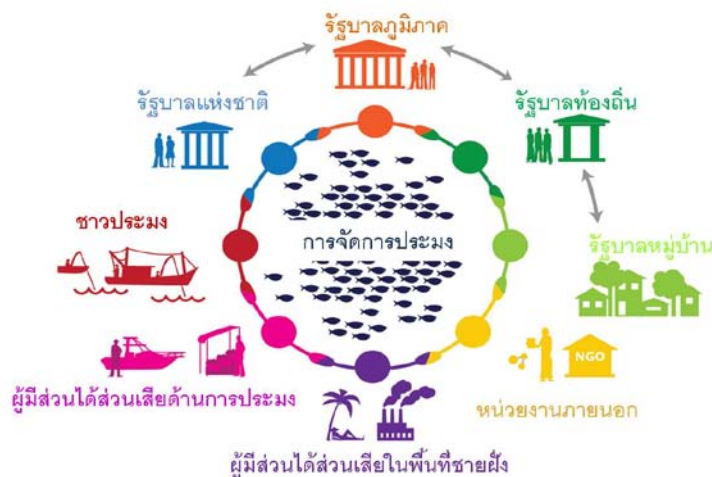 รัฐบาลภูมิภาค
รัฐบาลแห่งชาติ
รัฐบาลท้องถิ่น
ชาวประมง
การจัดการประมง
รัฐบาลหมู่บ้าน
NGO
ผู้มีส่วนได้ส่วนเสียด้านการประมง
หน่วยงานภายนอก
ผู้มีส่วนได้ส่วนเสียในพื้นที่ชายฝั่ง